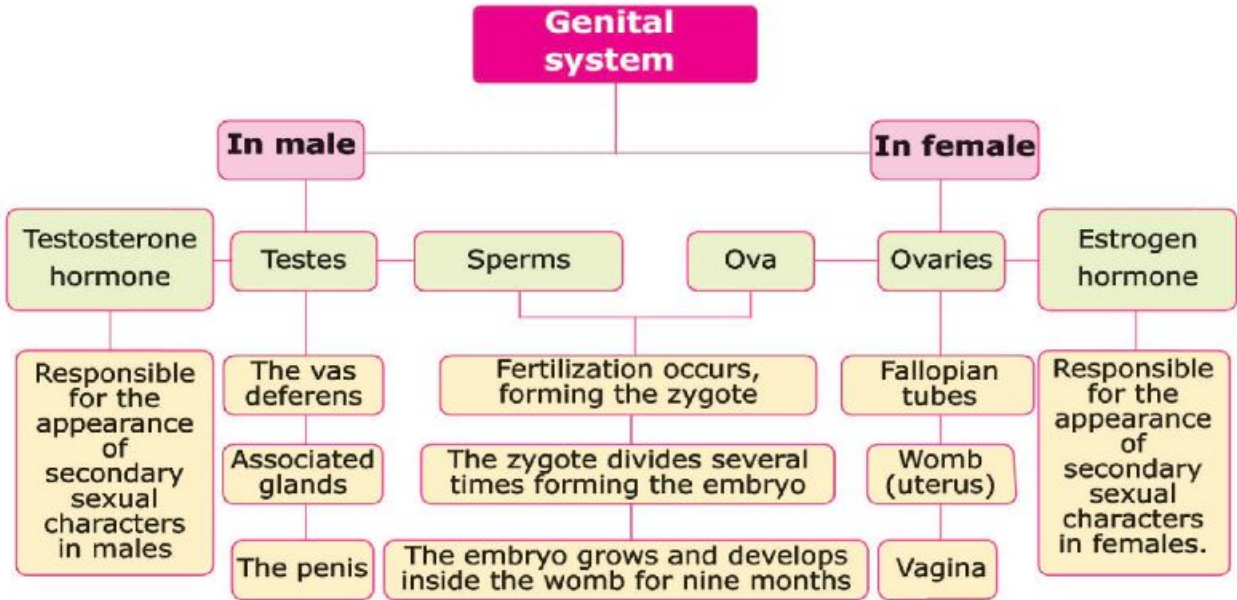 Genital
system
In male
In female
Testosterone
hormone
Testes
Sperms
Ova
Ovaries
Estrogen
hormone
Responsible
for the
appearance
of
secondary
sexual
characters
in males
The vas
deferens
Associated
glands
The penis
Fertilization occurs,
forming the zygote
The zygote divides several
times forming the embryo
The embryo grows and develops
inside the womb for nine months
Fallopian
tubes
Womb
(uterus)
Vagina
Responsible
for the
appearance
of
secondary
sexual
characters
in females.